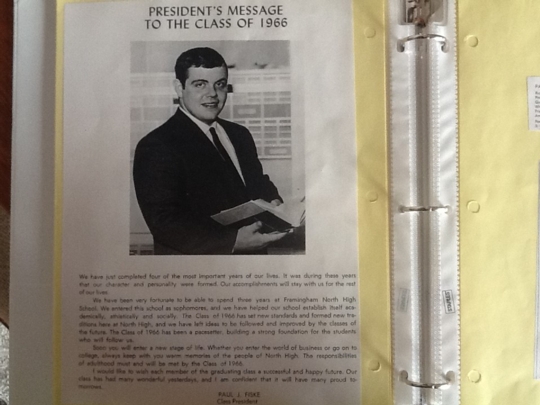 PRESIDENT'S MESSAGE
TO THE CLASS OF 1966
We have just completed four of the most important years of our lives. It was during these years
that our character and personality were formed. Our accomplishments will stay with us for the rest
of our lives.
We have been very fortunate to be able to spend three years at Framingham North High
School. We entered this school as sophomores, and we have helped our school establish itself aca-
demically, athletically and socially. The Class of 1966 has set new standards and formed new tra-
ditions here at North High, and we have left ideas to be followed and improved by the classes of
the future. The Class of 1966 has been a pacesetter, building a strong foundation for the students
who will follow us.
Soon you will enter a new stage of life. Whether you enter the world of business or go on to
college, always keep with you warm memories of the people of North High. The responsibilities
of adulthood must and will be met by the Class of 1966.
I would like to wish each member of the graduating class a successful and happy future. Our
class has had many wonderful yesterdays, and I am confident that it will have many proud to-
morrows.
PAUL J. FISKE
Class President